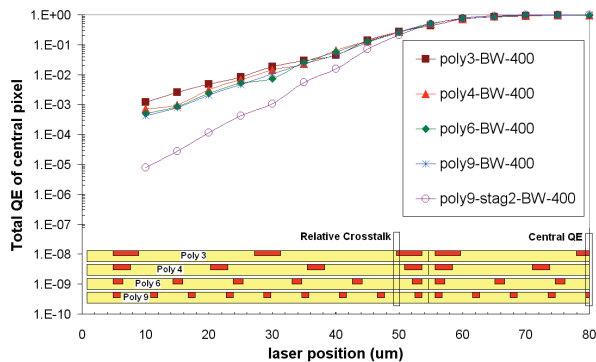 Total QE of central pixel
1.E+00
1.E-01
1.E-02
1.E-03
1.E-04
1.E-05
1.E-06
1.E-07
1.E-08
1.E-09
1.E-10
poly3-BW-400
poly4-BW-400
poly6-BW-400
poly9-BW-400
poly9-stag2-BW-400
Relative Crosstalk
Central QE
Poly 3
Poly 4
Poly 6
Poly 9
0 10 20 30 40 50 60 70 80
laser position (um)